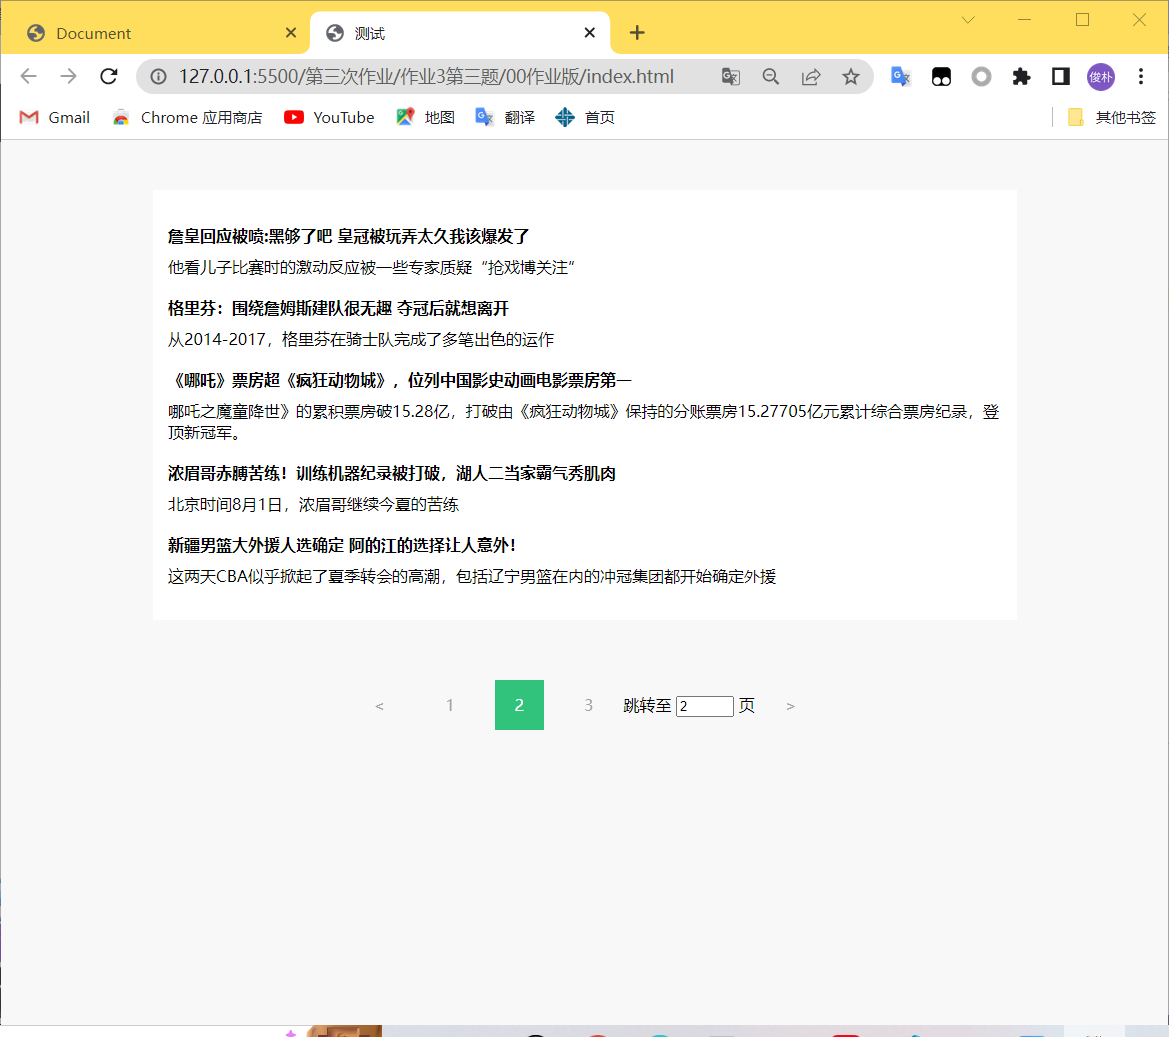 Document
测试
127.0.0.1:5500/第三次作业/作业3第三题/00作业版/index.html
俊朴
Gmail
Chrome 应用商店
YouTube
地图
翻译
首页
其他书签
詹皇回应被喷:黑够了吧 皇冠被玩弄太久我该爆发了
他看儿子比赛时的激动反应被一些专家质疑“抢戏博关注”
格里芬：围绕詹姆斯建队很无趣 夺冠后就想离开
从2014-2017，格里芬在骑士队完成了多笔出色的运作
《哪吒》票房超《疯狂动物城》，位列中国影史动画电影票房第一
哪吒之魔童降世》的累积票房破15.28亿，打破由《疯狂动物城》保持的分账票房15.27705亿元累计综合票房纪录，登
顶新冠军。
浓眉哥赤膊苦练！训练机器纪录被打破，湖人二当家霸气秀肌肉
北京时间8月1日，浓眉哥继续今夏的苦练
新疆男篮大外援人选确定 阿的江的选择让人意外！
这两天CBA似乎掀起了夏季转会的高潮，包括辽宁男篮在内的冲冠集团都开始确定外援
< 1 2 3 跳转至 2 页 >